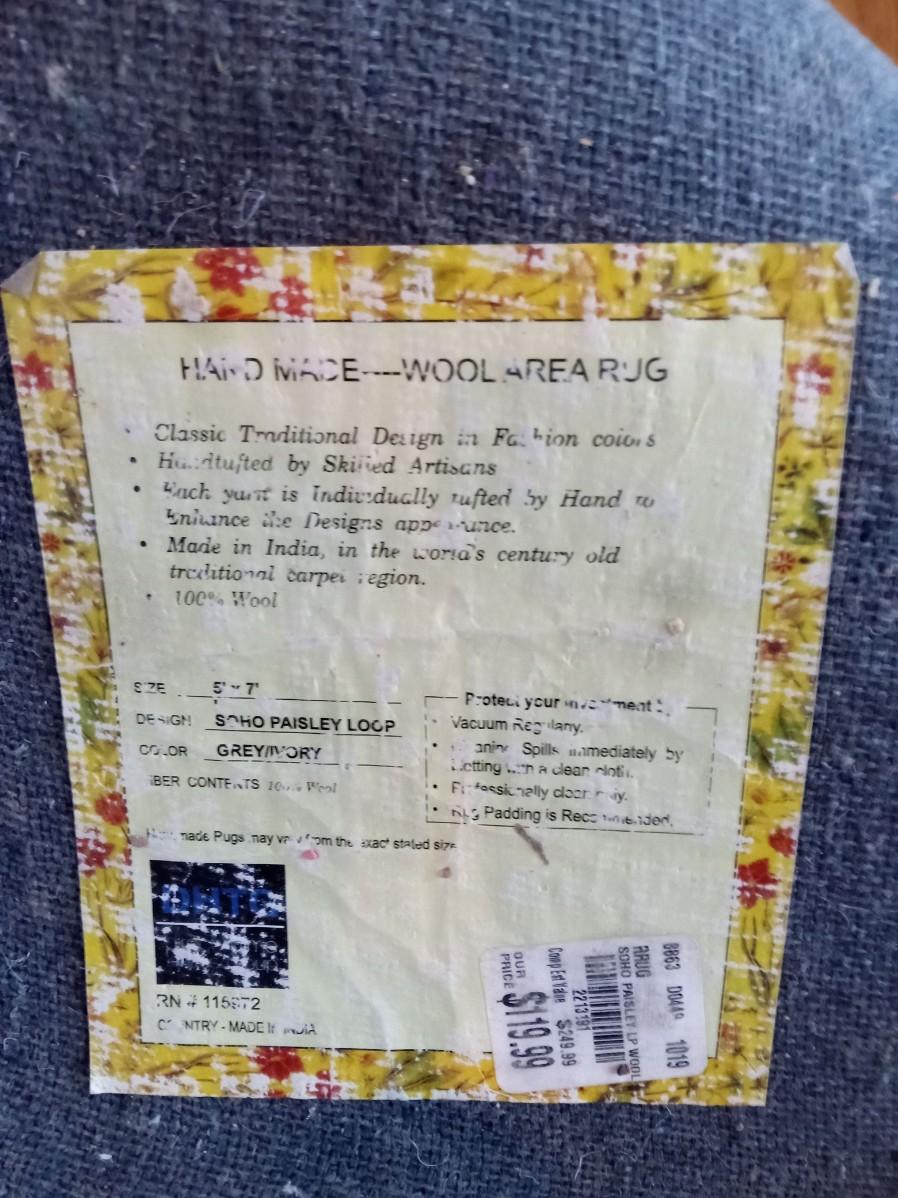 HAND MADE----WOOL AREA RUG
• Classic Traditional Design in Fashion colors
• Handtufted by Skilled Artisans
• Each yarn is Individually tufted by Hand to
Enhance the Designs appearance.
• Made in India, in the world's century old
traditional carpet region.
• 100% Wool
SIZE 5' x 7'
DESIGN SOHO PAISLEY LOOP
COLOR GREY/IVORY
FIBER CONTENTS 100% Wool
Protect your investment
• Vacuum Regularly.
• Spills immediately by
blotting with a clean cloth.
• Professionally clean only.
• Rug Padding is Recommended.
Handmade Rugs may vary from the exact stated size
RN # 115972
COUNTRY - MADE IN INDIA
8863 D0446 1019
RRUG
SOHO PAISLEY LP WOOL
2213191
Comp Est Value $249.99
OUR PRICE $119.99